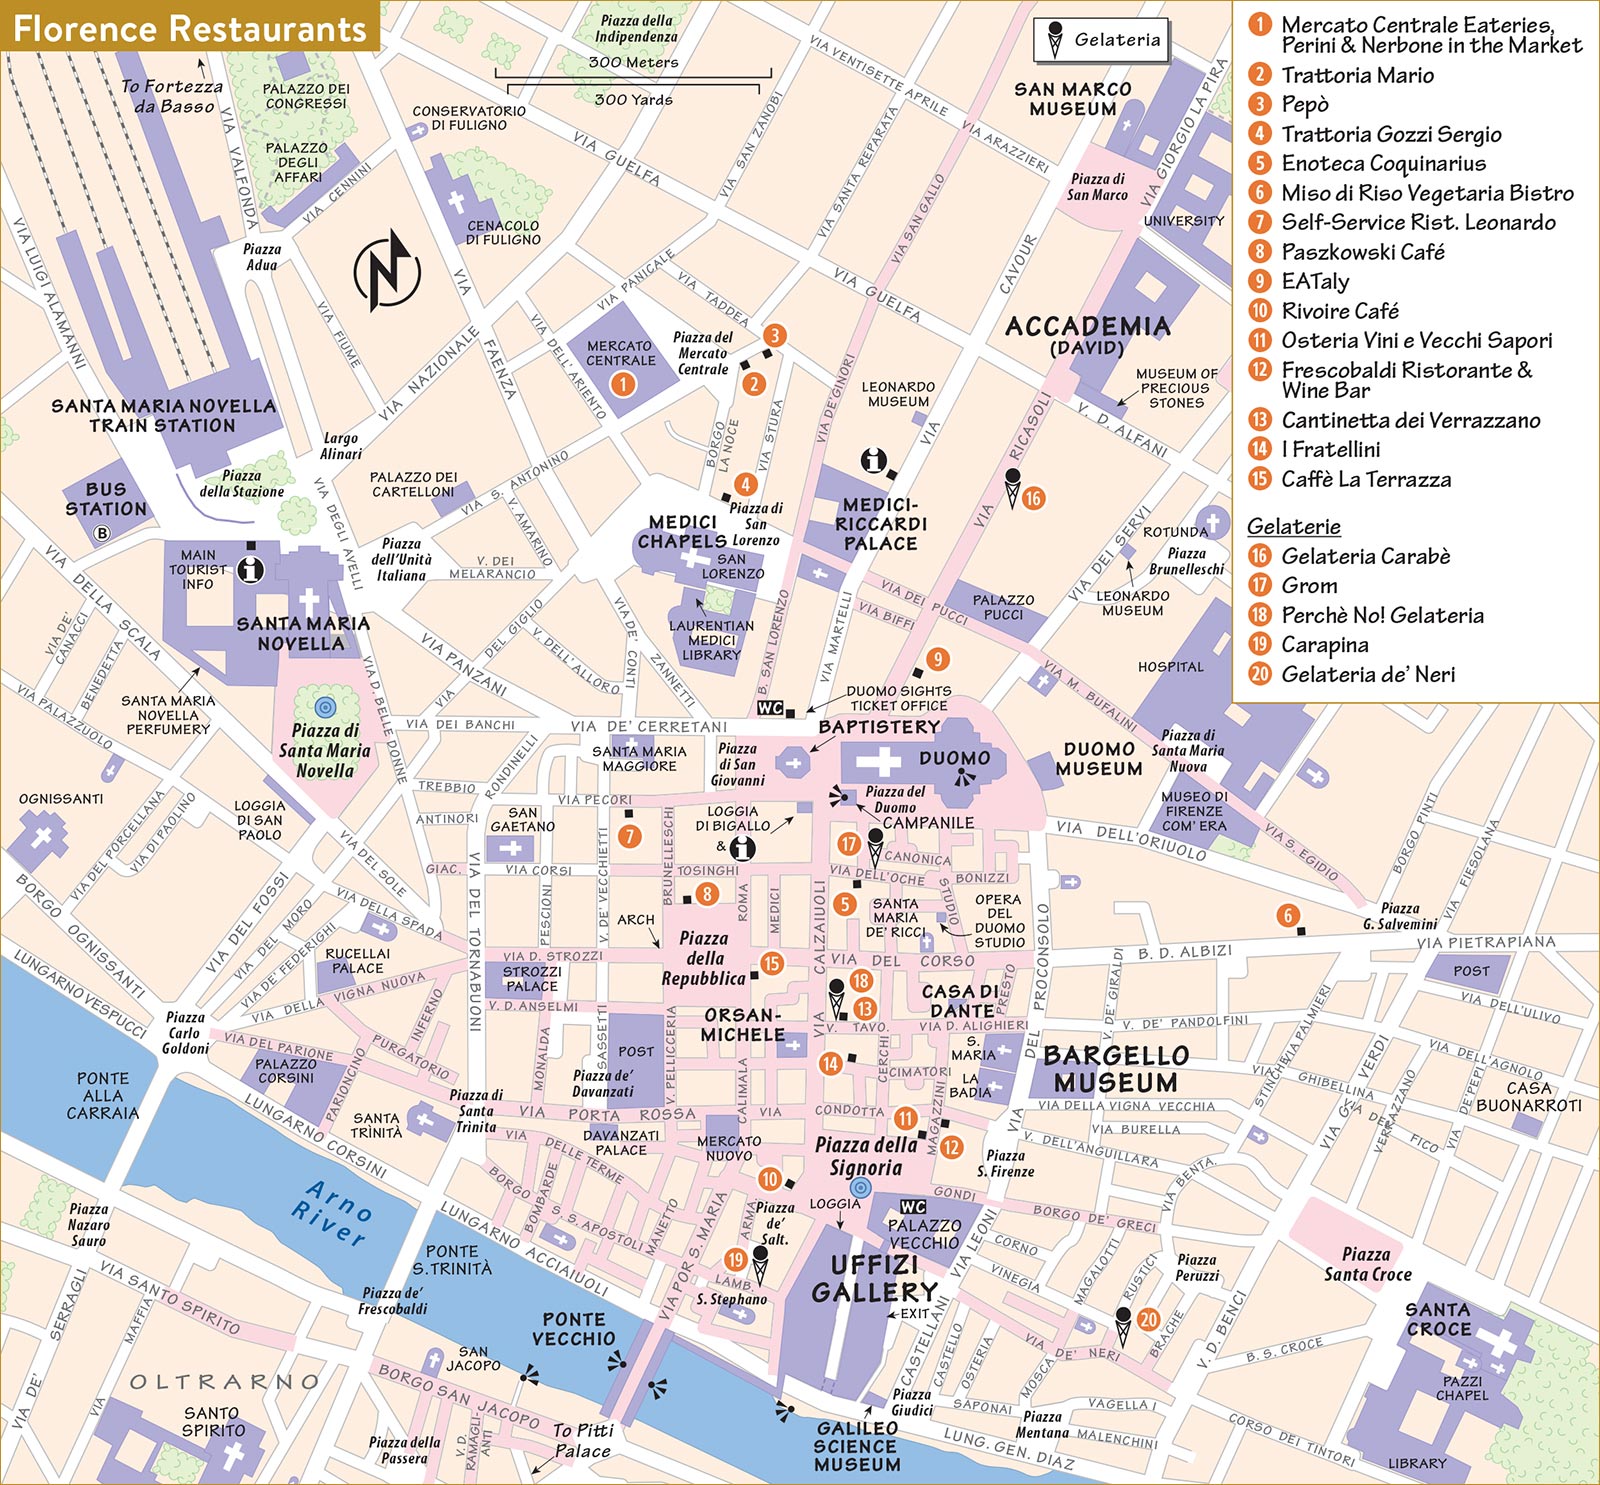 Florence Restaurants
Piazza della
Indipendenza
300 Meters
300 Yards
Gelateria
1 Mercato Centrale Eateries,
Perini & Nerbone in the Market
2 Trattoria Mario
3 Pepò
4 Trattoria Gozzi Sergio
5 Enoteca Coquinarius
6 Miso di Riso Vegetaria Bistro
7 Self-Service Rist. Leonardo
8 Paszkowski Café
9 EATaly
10 Rivoire Café
11 Osteria Vini e Vecchi Sapori
12 Frescobaldi Ristorante &
Wine Bar
13 Cantinetta dei Verrazzano
14 I Fratellini
15 Caffè La Terrazza
Gelaterie
16 Gelateria Carabè
17 Grom
18 Perchè No! Gelateria
19 Carapina
20 Gelateria de' Neri
To Fortezza
da Basso
PALAZZO DEI
CONGRESSI
PALAZZO
DEGLI
AFFARI
CONSERVATORIO
DI FULIGNO
CENACOLO
DI FULIGNO
VIA VALFONDA
VIA CENNINI
VIA LUIGI ALAMANNI
Piazza
Adua
N
VIA FIUME
VIA NAZIONALE
VIA
FAENZA
VIA GUELFA
VIA SAN ZANOBI
VIA VENTISETTE APRILE
VIA SANTA REPARATA
VIA SAN GALLO
VIA ARAZZIERI
SAN MARCO
MUSEUM
Piazza di
San Marco
VIA GIORGIO LA PIRA
UNIVERSITY
VIA GUELFA
CAVOUR
VIA
ACCADEMIA
(DAVID)
MUSEUM OF
PRECIOUS
STONES
VIA PANICALE
VIA TADDEA
VIA
DELL'ARIENTO
MERCATO
CENTRALE
1
Piazza del
Mercato
Centrale
3
2
BORGO
LA NOCE
VIA STURA
4
VIA DE'GINORI
LEONARDO
MUSEUM
VIA RICASOLI
V. D. ALFANI
16
SANTA MARIA NOVELLA
TRAIN STATION
Largo
Alinari
Piazza
della Stazione
BUS
STATION
B
PALAZZO DEI
CARTELLONI
VIA S. ANTONINO
V. AMARINO
V. DEI
MELARANCIO
Piazza
dell'Unità
Italiana
VIA DEGLI AVELLI
MAIN
TOURIST
INFO
i
SANTA MARIA
NOVELLA
MEDICI
CHAPELS
Piazza di
San
Lorenzo
SAN
LORENZO
LAURENTIAN
MEDICI
LIBRARY
i
MEDICI-
RICCARDI
PALACE
VIA DEI PUCCI
VIA BIFFI
PALAZZO
PUCCI
VIA DEI SERVI
LEONARDO
MUSEUM
ROTUNDA
Piazza
Brunelleschi
HOSPITAL
VIA M. BUFALINI
VIA DELLA
SCALA
VIA DE'
CANACCI
BENEDETTA
VIA PALAZZUOLO
SANTA MARIA
NOVELLA
PERFUMERY
Piazza di
Santa Maria
Novella
VIA D. BELLE DONNE
VIA PANZANI
VIA
DEL GIGLIO
V. DELL'ALLORO
VIA DE' CONTI
ZANNETTI
B. SAN LORENZO
VIA MARTELLI
9
DUOMO SIGHTS
TICKET OFFICE
WC
BAPTISTERY
VIA DEI BANCHI
VIA DE' CERRETANI
SANTA MARIA
MAGGIORE
Piazza
di San
Giovanni
DUOMO
DUOMO
MUSEUM
Piazza di
Santa Maria
Nuova
MUSEO DI
FIRENZE
COM' ERA
VIA S. EGIDIO
VIA DELL'ORIUOLO
BORGO PINTI
VIA
FIESOLANA
OGNISSANTI
VIA DEL PORCELLANA
VIA DI PAOLINO
LOGGIA
DI SAN
PAOLO
VIA DEL SOLE
TREBBIO
RONDINELLI
ANTINORI
SAN
GAETANO
VIA PECORI
7
LOGGIA
DI BIGALLO
& i
Piazza del
Duomo
CAMPANILE
17
CANONICA
VIA DELL'OCHE
BONIZZI
STUDIO
5
SANTA
MARIA
DE' RICCI
OPERA
DEL
DUOMO
STUDIO
6
Piazza
G. Salvemini
VIA PIETRAPIANA
B. D. ALBIZI
POST
BORGO
OGNISSANTI
VIA DEL FOSSI
VIA DEL MORO
VIA DE' FEDERIGHI
VIA DELLA SPADA
GIAC.
VIA DEL TORNABUONI
VIA CORSI
PESCIONI
V. DE' VECCHIETTI
BRUNELLESCHI
TOSINGHI
ROMA
MEDICI
8
ARCH
Piazza
della
Repubblica
15
VIA
CALZAIUOLI
VIA DEL CORSO
VIA
DEL PROCONSOLO
RUCELLAI
PALACE
VIA DELLA
VIGNA NUOVA
VIA D. STROZZI
STROZZI
PALACE
V. D. ANSELMI
18
13
CASA DI
DANTE
PRESTO
V. TAVO.
VIA D. ALIGHIERI
V. DE' GIRALDI
V. DE' PANDOLFINI
VIA DELL'ULIVO
VIA PALMIERI
STINCHE
VIA
VERDI
VIA DELL'AGNOLO
VIA GHIBELLINA
LUNGARNO VESPUCCI
Piazza
Carlo
Goldoni
VIA DEL PARIONE
PALAZZO
CORSINI
PARIONCINO
PURGATORIO
INFERNO
MONALDA
SASSETTI
POST
Piazza de'
Davanzati
V. PELLICCERIA
ORSAN-
MICHELE
14
CERCHI
CIMATORI
S.
MARIA
LA
BADIA
BARGELLO
MUSEUM
VIA DELLA VIGNA VECCHIA
VIA BURELLA
V. DELL'ANGUILLARA
VIA BENTA
VERRAZZANO
FICO
CASA
BUONARROTI
PONTE
ALLA
CARRAIA
LUNGARNO CORSINI
SANTA
TRÌNITÀ
Piazza di
Santa
Trinita
VIA PORTA ROSSA
CALIMALA
VIA CONDOTTA
11
12
MAGAZZINI
Piazza
S. Firenze
VIA
DELLE TERME
DAVANZATI
PALACE
MERCATO
NUOVO
Piazza della
Signoria
10
Piazza
de'
Salt.
LOGGIA
WC
PALAZZO
VECCHIO
GONDI
BORGO DE' GRECI
Arno
River
BORGO S. S. APOSTOLI
BOMBARDE
MANETTO
VIA POR S. MARIA
ARMA
19
LAMB.
S. Stephano
UFFIZI
GALLERY
EXIT
VIA LEONI
CORNO
VINEGIA
MAGALOTTI
RUSTICI
Piazza
Peruzzi
20
BRACHE
VIA DE' NERI
CASTELLANI
CASTELLO
OSTERIA
MOSCA
V. D. BENCI
B. S. CROCE
Piazza
Santa Croce
SANTA
CROCE
PAZZI
CHAPEL
LIBRARY
Piazza
Nazaro
Sauro
VIA SANTO SPIRITO
SERRAGLI
VIA DE'
MAFFIA
VIA
PONTE
S. TRINITÀ
LUNGARNO ACCIAIUOLI
Piazza de'
Frescobaldi
PONTE
VECCHIO
SAN
JACOPO
OLTRARNO
SANTO
SPIRITO
BORGO SAN JACOPO
Piazza della
Passera
V. D.
RAMAGLI-
ANTI
To Pitti
Palace
GALILEO
SCIENCE
MUSEUM
Piazza
Giudici
SAPONAI
Piazza
Mentana
VAGELLA I
MALENCHINI
LUNG. GEN. DIAZ
CORSO DEI TINTORI